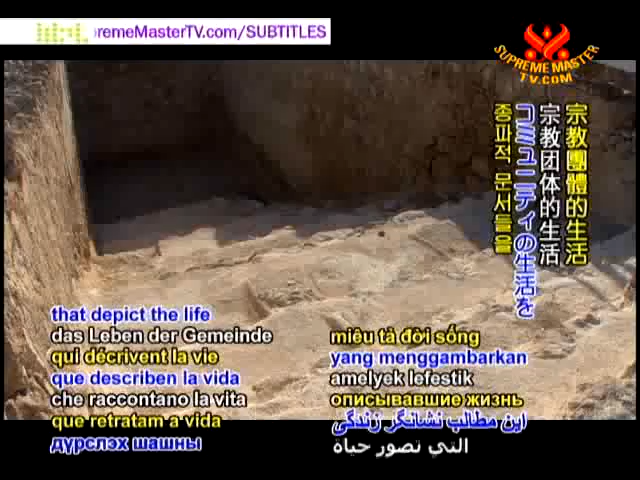 premeMasterTV.com/SUBTITLES
SUPREME MASTER
TV.COM
宗教團體的生活
宗教团体的生活
コミュニティの生活を
종파적 문서들을
that depict the life
das Leben der Gemeinde
qui décrivent la vie
que describen la vida
che raccontano la vita
que retratam a vida
дүрслэх шашны
miêu tả đời sống
yang menggambarkan
amelyek lefestik
описывавшие жизнь
این مطالب نشانگر زندگی
التي تصور حياة